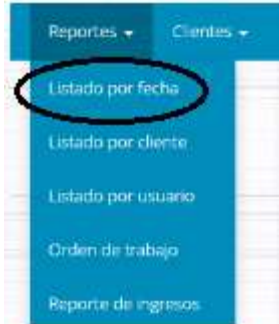 Reportes Clientes
Listado por fecha
Listado por cliente
Listado por usuario
Orden de trabajo
Reporte de ingresos